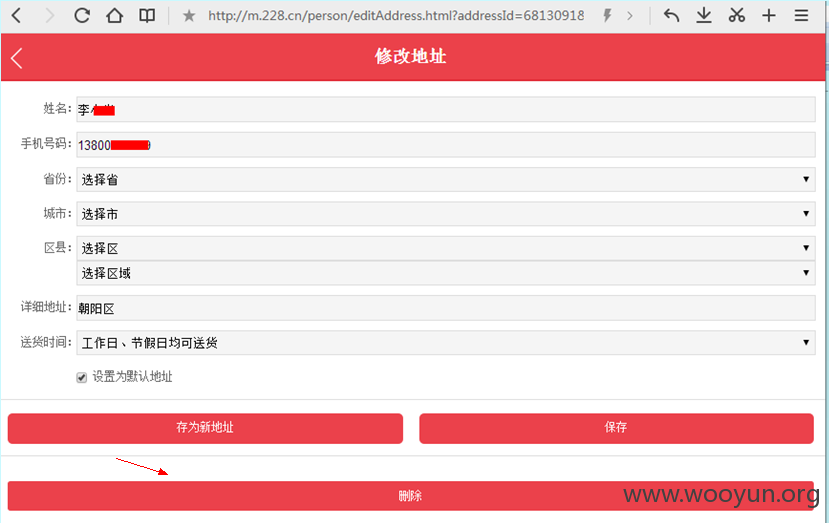 http://m.228.cn/person/editAddress.html?addressId=68130918
修改地址
姓名: 李
手机号码: 13800
省份: 选择省
城市: 选择市
区县: 选择区
选择区域
详细地址: 朝阳区
送货时间: 工作日、节假日均可送货
设置为默认地址
存为新地址 保存
删除
www.wooyun.org